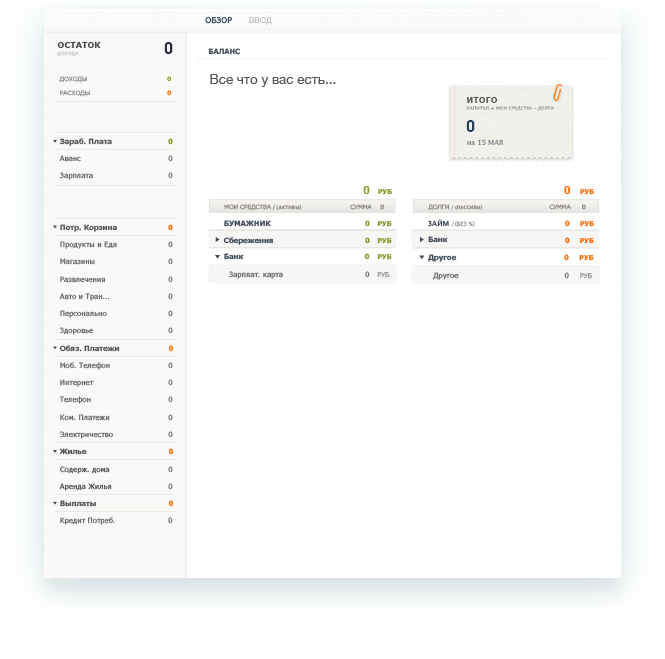 ОБЗОР ВВОД
ОСТАТОК 0
ДОХОДА
ДОХОДЫ 0
РАСХОДЫ 0
Зараб. Плата 0
Аванс 0
Зарплата 0
Потр. Корзина 0
Продукты и Еда 0
Магазины 0
Развлечения 0
Авто и Тран... 0
Персонально 0
Здоровье 0
Обяз. Платежи 0
Моб. Телефон 0
Интернет 0
Телефон 0
Ком. Платежи 0
Электричество 0
Жилье 0
Содерж. дома 0
Аренда Жилья 0
Выплаты 0
Кредит Потреб. 0
БАЛАНС
Все что у вас есть...
ИТОГО
КАПИТАЛ = МОИ СРЕДСТВА - ДОЛГИ
0
на 15 МАЯ
0 РУБ
МОИ СРЕДСТВА / (АКТИВЫ) СУММА В
БУМАЖНИК 0 РУБ
Сбережения 0 РУБ
Банк 0 РУБ
Зарплат. карта 0 РУБ
0 РУБ
ДОЛГИ / (ПАССИВЫ) СУММА В
ЗАЙМ / (БЕЗ %) 0 РУБ
Банк 0 РУБ
Другое 0 РУБ
Другое 0 РУБ